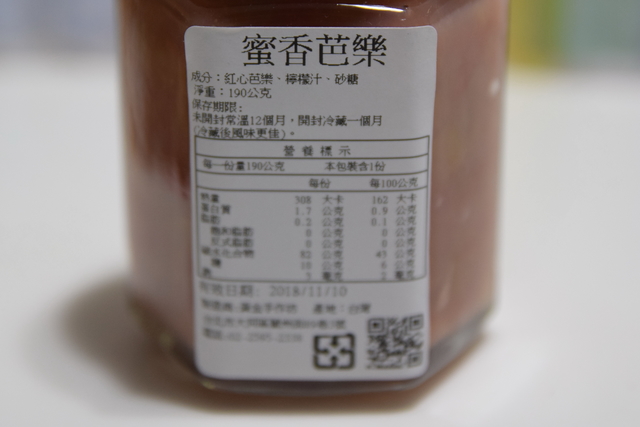 蜜香芭樂
成分：紅心芭樂、檸檬汁、砂糖
淨重：190公克
保存期限：
未開封常溫12個月，開封冷藏一個月
(冷藏後風味更佳)。
營養標示
每一份量190公克 本包裝含1份
每份 每100公克
熱量 308 大卡 162 大卡
蛋白質 1.7 公克 0.9 公克
脂肪 0.2 公克 0.1 公克
飽和脂肪 0 公克 0 公克
反式脂肪 0 公克 0 公克
碳水化合物 82 公克 43 公克
糖 公克 6 公克
鈉 毫克 毫克
有效日期：2018/11/10
產地：台灣